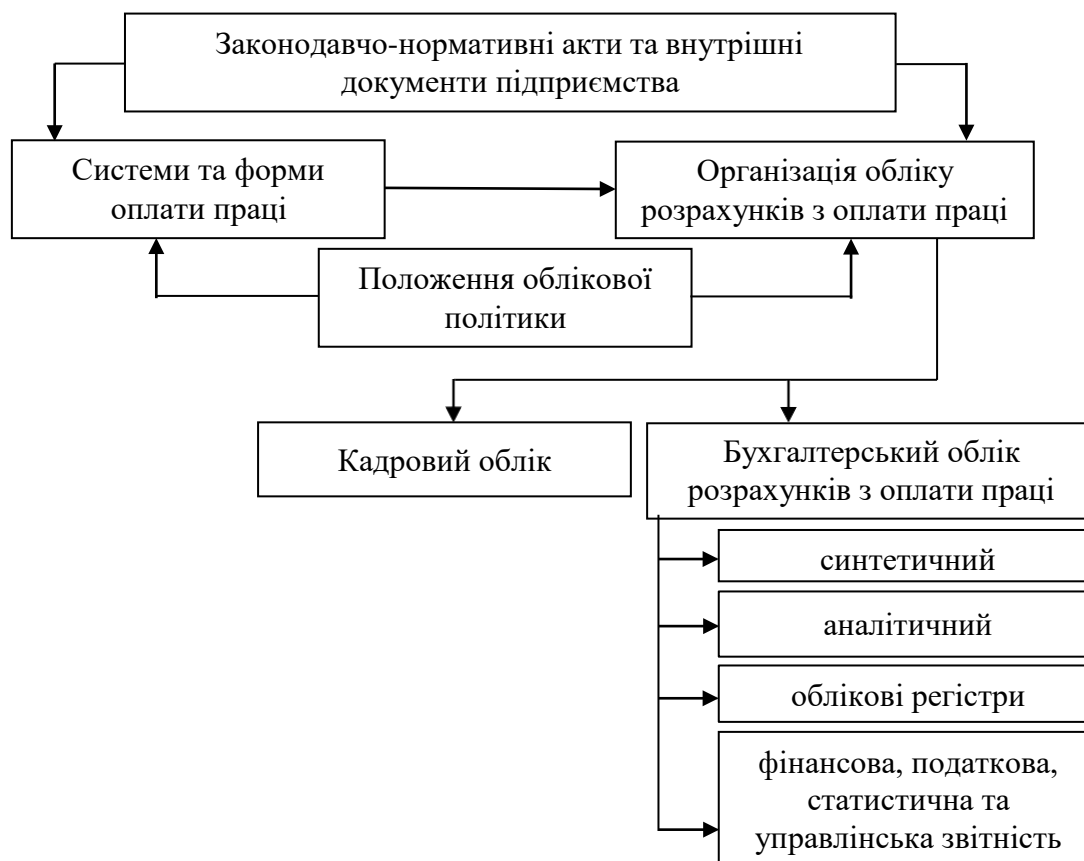 Законодавчо-нормативні акти та внутрішні
документи підприємства
Системи та форми
оплати праці
Організація обліку
розрахунків з оплати праці
Положення облікової
політики
Кадровий облік
Бухгалтерський облік
розрахунків з оплати праці
синтетичний
аналітичний
облікові регістри
фінансова, податкова,
статистична та
управлінська звітність